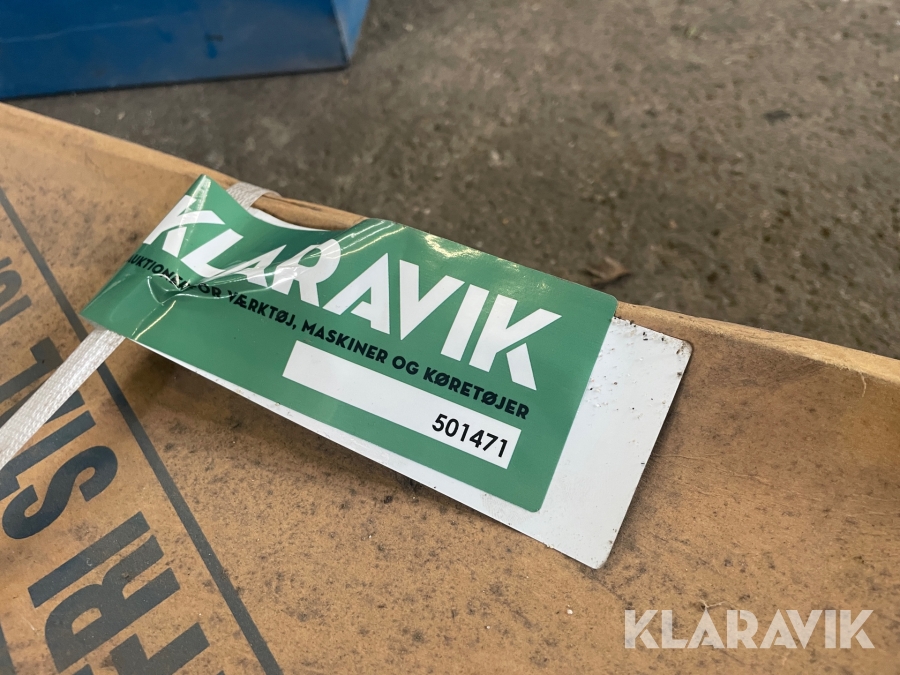 KLARAVIK
AUKTIONER FOR VÆRKTØJ, MASKINER OG KØRETØJER
501471
KLARAVIK